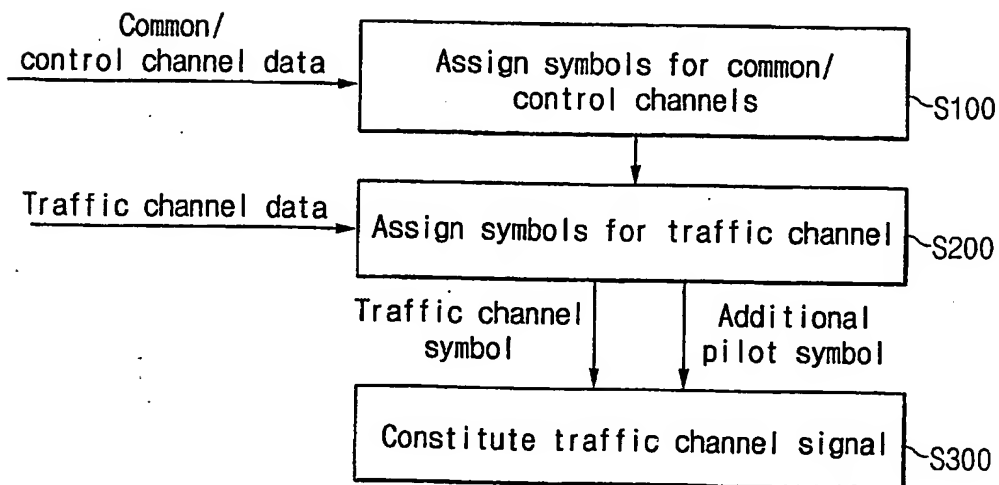 Common/
control channel data
Assign symbols for common/
control channels
S100
Traffic channel data
Assign symbols for traffic channel
S200
Traffic channel
symbol
Additional
pilot symbol
Constitute traffic channel signal
S300